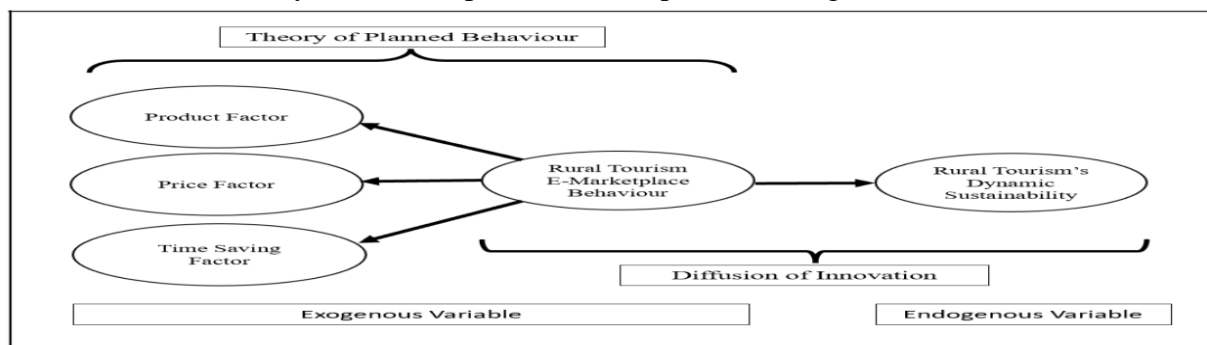 Theory of Planned Behaviour
Product Factor
Price Factor
Time Saving
Factor
Rural Tourism
E-Marketplace
Behaviour
Rural Tourism's
Dynamic
Sustainability
Diffusion of Innovation
Exogenous Variable
Endogenous Variable